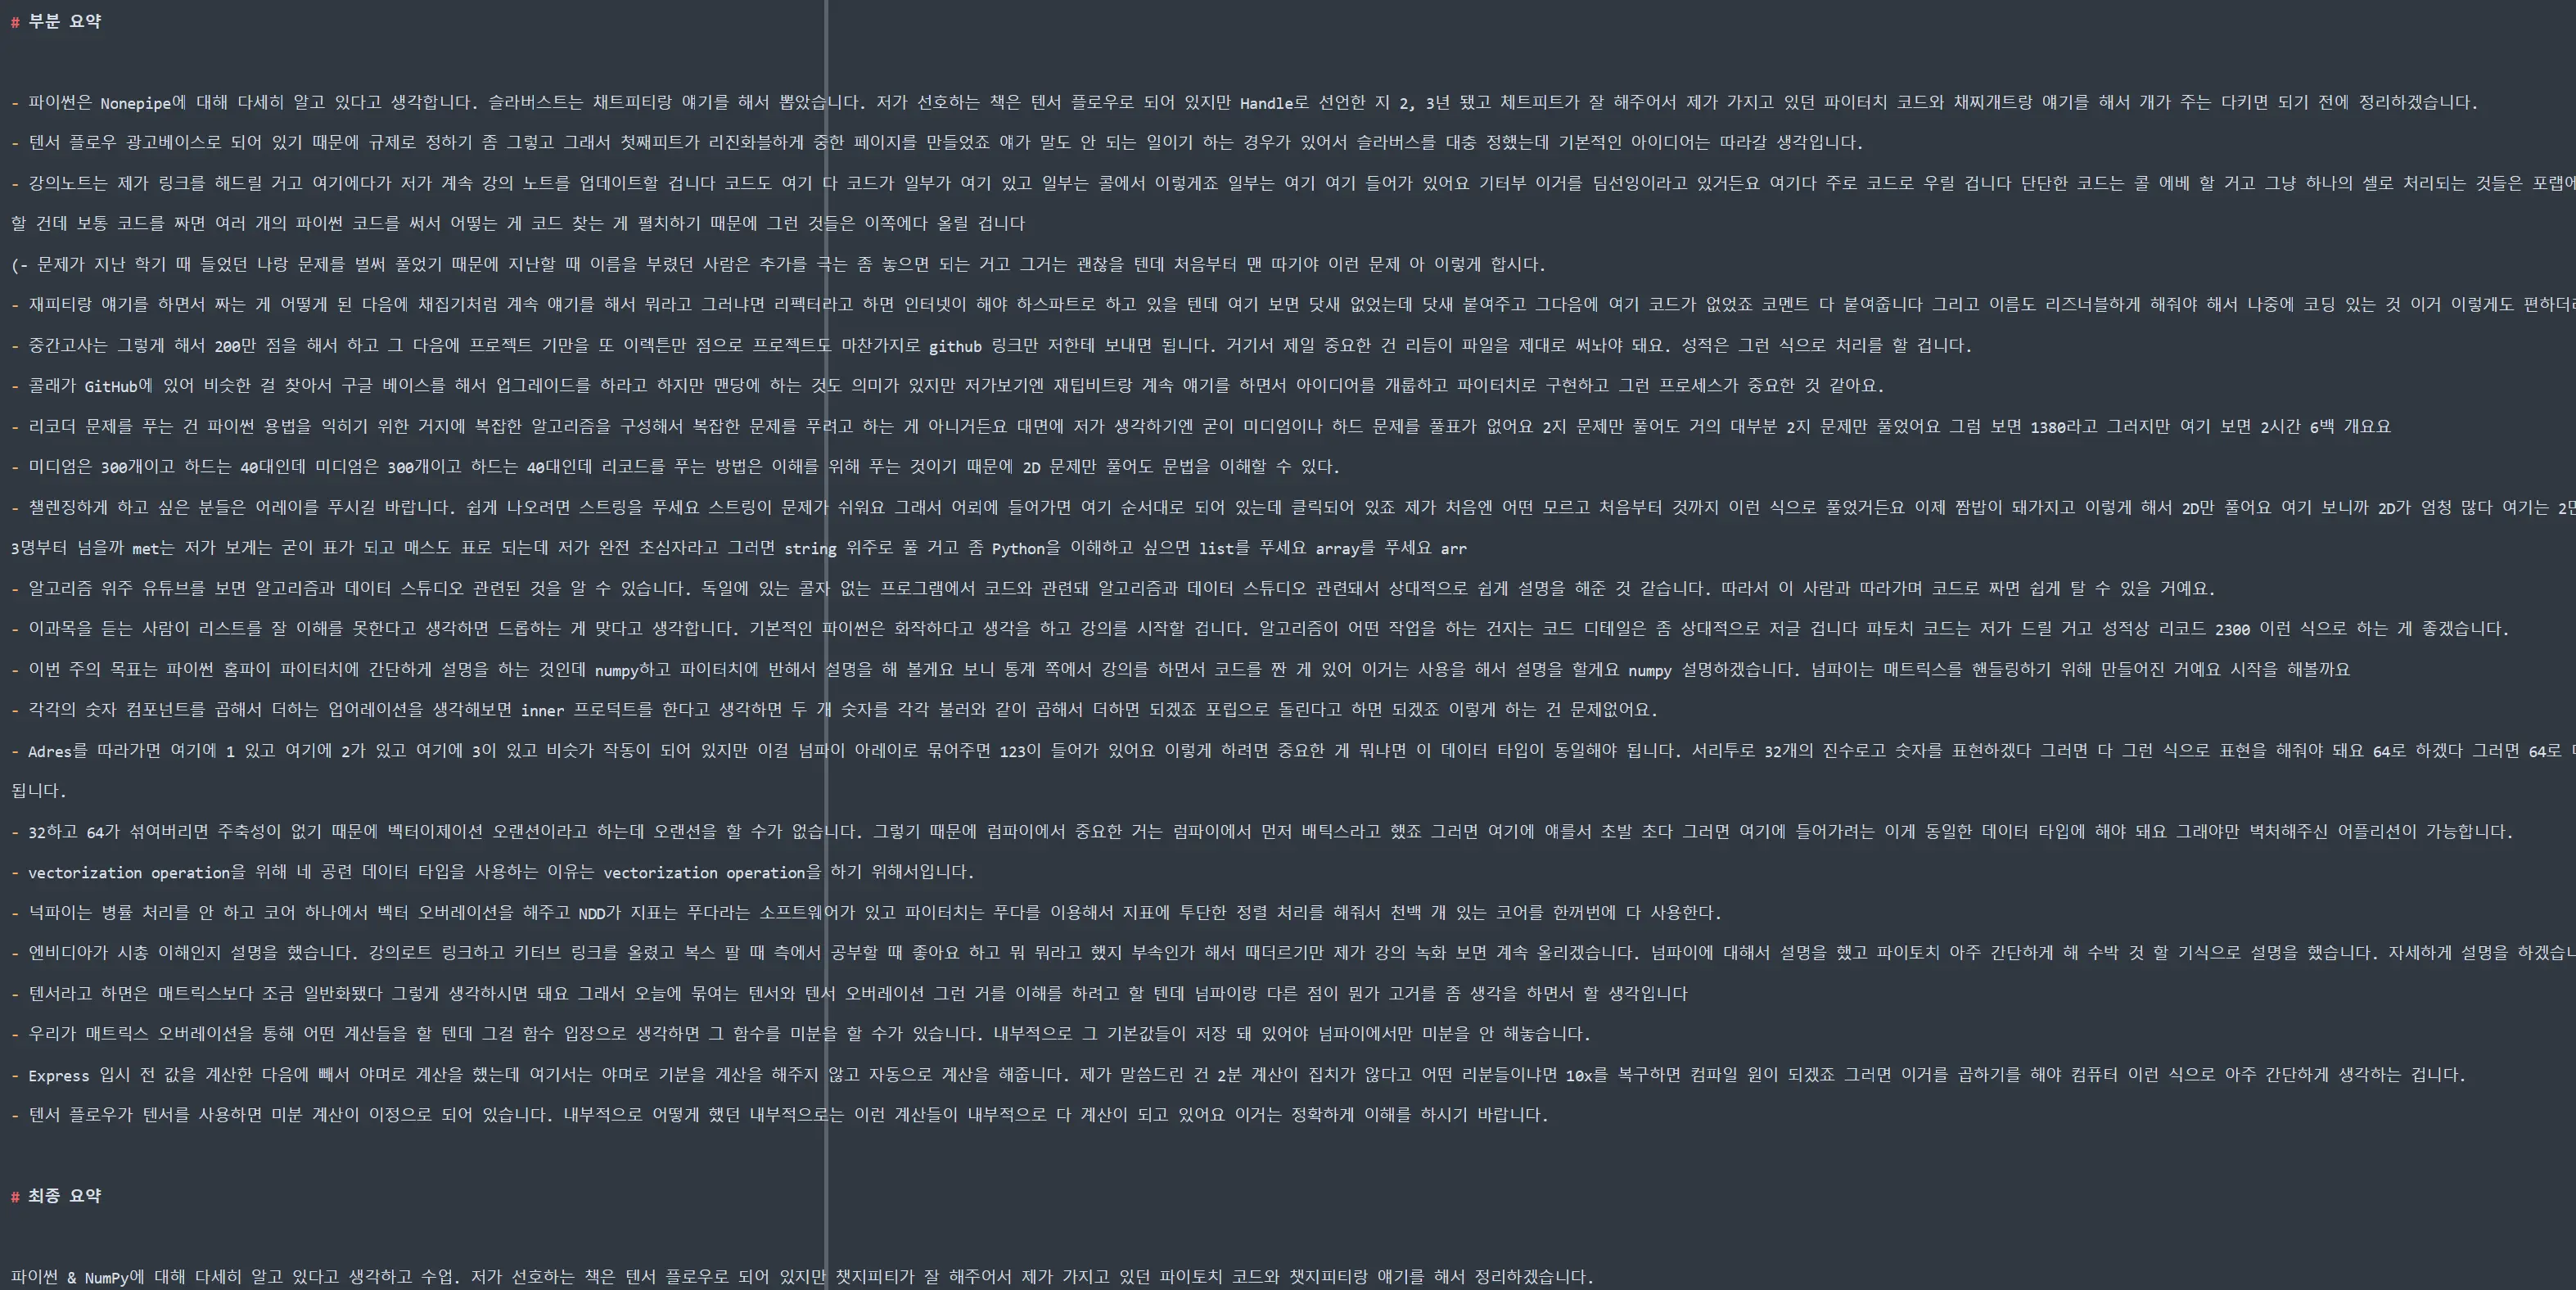 # 부분 요약
- 파이썬은 Nonepipe에 대해 다세히 알고 있다고 생각합니다. 슬라버스트는 채트피티랑 얘기를 해서 뽑았습니다. 저가 선호하는 책은 텐서 플로우로 되어 있지만 Handle로 선언한 지 2, 3년 됐고 체트피트가 잘 해주어서 제가 가지고 있던 파이터치 코드와 채찌개트랑 얘기를 해서 개가 주는 다키면 되기 전에 정리하겠습니다.
- 텐서 플로우 광고베이스로 되어 있기 때문에 규제로 정하기 좀 그렇고 그래서 첫째피트가 리진화블하게 중한 페이지를 만들었죠 얘가 말도 안 되는 일이기 하는 경우가 있어서 슬라버스를 대충 정했는데 기본적인 아이디어는 따라갈 생각입니다.
- 강의노트는 제가 링크를 해드릴 거고 여기에다가 저가 계속 강의 노트를 업데이트할 겁니다 코드도 여기 다 코드가 일부가 여기 있고 일부는 콜에서 이렇게죠 일부는 여기 여기 들어가 있어요 기터부 이거를 딥선잉이라고 있거든요 여기다 주로 코드로 우릴 겁니다 단단한 코드는 콜 에베 할 거고 그냥 하나의 셀로 처리되는 것들은 포랩에
할 건데 보통 코드를 짜면 여러 개의 파이썬 코드를 써서 어떻는 게 코드 찾는 게 펼치하기 때문에 그런 것들은 이쪽에다 올릴 겁니다
(- 문제가 지난 학기 때 들었던 나랑 문제를 벌써 풀었기 때문에 지난할 때 이름을 부렸던 사람은 추가를 극는 좀 놓으면 되는 거고 그거는 괜찮을 텐데 처음부터 맨 따기야 이런 문제 아 이렇게 합시다.
- 재피티랑 얘기를 하면서 짜는 게 어떻게 된 다음에 채집기처럼 계속 얘기를 해서 뭐라고 그러냐면 리펙터라고 하면 인터넷이 해야 하스파트로 하고 있을 텐데 여기 보면 닷새 없었는데 닷새 붙여주고 그다음에 여기 코드가 없었죠 코멘트 다 붙여줍니다 그리고 이름도 리즈너블하게 해줘야 해서 나중에 코딩 있는 것 이거 이렇게도 편하더라
- 중간고사는 그렇게 해서 200만 점을 해서 하고 그 다음에 프로젝트 기만을 또 이렉튼만 점으로 프로젝트도 마찬가지로 github 링크만 저한테 보내면 됩니다. 거기서 제일 중요한 건 리듬이 파일을 제대로 써놔야 돼요. 성적은 그런 식으로 처리를 할 겁니다.
- 콜래가 GitHub에 있어 비슷한 걸 찾아서 구글 베이스를 해서 업그레이드를 하라고 하지만 맨당에 하는 것도 의미가 있지만 저가보기엔 재팁비트랑 계속 얘기를 하면서 아이디어를 개룹하고 파이터치로 구현하고 그런 프로세스가 중요한 것 같아요.
- 리코더 문제를 푸는 건 파이썬 용법을 익히기 위한 거지에 복잡한 알고리즘을 구성해서 복잡한 문제를 푸려고 하는 게 아니거든요 대면에 저가 생각하기엔 굳이 미디엄이나 하드 문제를 풀표가 없어요 2지 문제만 풀어도 거의 대부분 2지 문제만 풀었어요 그럼 보면 1380라고 그러지만 여기 보면 2시간 6백 개요요
- 미디엄은 300개이고 하드는 40대인데 미디엄은 300개이고 하드는 40대인데 리코드를 푸는 방법은 이해를 위해 푸는 것이기 때문에 2D 문제만 풀어도 문법을 이해할 수 있다.
- 챌렌징하게 하고 싶은 분들은 어레이를 푸시길 바랍니다. 쉽게 나오려면 스트링을 푸세요 스트링이 문제가 쉬워요 그래서 어뢰에 들어가면 여기 순서대로 되어 있는데 클릭되어 있죠 제가 처음엔 어떤 모르고 처음부터 것까지 이런 식으로 풀었거든요 이제 짬밥이 돼가지고 이렇게 해서 2D만 풀어요 여기 보니까 2D가 엄청 많다 여기는 2만
3명부터 넘을까 met는 저가 보게는 굳이 표가 되고 매스도 표로 되는데 저가 완전 초심자라고 그러면 string 위주로 풀 거고 좀 Python을 이해하고 싶으면 list를 푸세요 array를 푸세요 arr
- 알고리즘 위주 유튜브를 보면 알고리즘과 데이터 스튜디오 관련된 것을 알 수 있습니다. 독일에 있는 콜자 없는 프로그램에서 코드와 관련돼 알고리즘과 데이터 스튜디오 관련돼서 상대적으로 쉽게 설명을 해준 것 같습니다. 따라서 이 사람과 따라가며 코드로 짜면 쉽게 탈 수 있을 거예요.
- 이과목을 듣는 사람이 리스트를 잘 이해를 못한다고 생각하면 드롭하는 게 맞다고 생각합니다. 기본적인 파이썬은 화작하다고 생각을 하고 강의를 시작할 겁니다. 알고리즘이 어떤 작업을 하는 건지는 코드 디테일은 좀 상대적으로 저글 겁니다 파토치 코드는 저가 드릴 거고 성적상 리코드 2300 이런 식으로 하는 게 좋겠습니다.
- 이번 주의 목표는 파이썬 홈파이 파이터치에 간단하게 설명을 하는 것인데 numpy하고 파이터치에 반해서 설명을 해 볼게요 보니 통계 쪽에서 강의를 하면서 코드를 짠 게 있어 이거는 사용을 해서 설명을 할게요 numpy 설명하겠습니다. 넘파이는 매트릭스를 핸들링하기 위해 만들어진 거예요 시작을 해볼까요
- 각각의 숫자 컴포넌트를 곱해서 더하는 업어레이션을 생각해보면 inner 프로덕트를 한다고 생각하면 두 개 숫자를 각각 불러와 같이 곱해서 더하면 되겠죠 포립으로 돌린다고 하면 되겠죠 이렇게 하는 건 문제없어요.
- Adres를 따라가면 여기에 1 있고 여기에 2가 있고 여기에 3이 있고 비슷가 작동이 되어 있지만 이걸 넘파이 아레이로 묶어주면 123이 들어가 있어요 이렇게 하려면 중요한 게 뭐냐면 이 데이터 타입이 동일해야 됩니다. 서리투로 32개의 진수로고 숫자를 표현하겠다 그러면 다 그런 식으로 표현을 해줘야 돼요 64로 하겠다 그러면 64로
됩니다.
- 32하고 64가 섞여버리면 주축성이 없기 때문에 벡터이제이션 오랜션이라고 하는데 오랜션을 할 수가 없습니다. 그렇기 때문에 럼파이에서 중요한 거는 럼파이에서 먼저 배틱스라고 했죠 그러면 여기에 얘를서 초발 초다 그러면 여기에 들어가려는 이게 동일한 데이터 타입에 해야 돼요 그래야만 벽처해주신 어플리션이 가능합니다.
- vectorization operation을 위해 네 공련 데이터 타입을 사용하는 이유는 vectorization operation을 하기 위해서입니다.
- 넉파이는 병률 처리를 안 하고 코어 하나에서 벡터 오버레이션을 해주고 NDD가 지표는 푸다라는 소프트웨어가 있고 파이터치는 푸다를 이용해서 지표에 투단한 정렬 처리를 해줘서 천백 개 있는 코어를 한꺼번에 다 사용한다.
- 엔비디아가 시총 이해인지 설명을 했습니다. 강의로트 링크하고 키터브 링크를 올렸고 복스 팔 때 측에서 공부할 때 좋아요 하고 뭐 뭐라고 했지 부속인가 해서 때더르기만 제가 강의 녹화 보면 계속 올리겠습니다. 넘파이에 대해서 설명을 했고 파이토치 아주 간단하게 해 수박 것 할 기식으로 설명을 했습니다. 자세하게 설명을 하겠습니
- 텐서라고 하면은 매트릭스보다 조금 일반화됐다 그렇게 생각하시면 돼요 그래서 오늘에 묶여는 텐서와 텐서 오버레이션 그런 거를 이해를 하려고 할 텐데 넘파이랑 다른 점이 뭔가 고거를 좀 생각을 하면서 할 생각입니다
- 우리가 매트릭스 오버레이션을 통해 어떤 계산들을 할 텐데 그걸 함수 입장으로 생각하면 그 함수를 미분을 할 수가 있습니다. 내부적으로 그 기본값들이 저장 돼 있어야 넘파이에서만 미분을 안 해놓습니다.
- Express 입시 전 값을 계산한 다음에 빼서 야며로 계산을 했는데 여기서는 야며로 기분을 계산을 해주지 않고 자동으로 계산을 해줍니다. 제가 말씀드린 건 2분 계산이 집치가 않다고 어떤 리분들이냐면 10x를 복구하면 컴파일 원이 되겠죠 그러면 이거를 곱하기를 해야 컴퓨터 이런 식으로 아주 간단하게 생각하는 겁니다.
- 텐서 플로우가 텐서를 사용하면 미분 계산이 이정으로 되어 있습니다. 내부적으로 어떻게 했던 내부적으로는 이런 계산들이 내부적으로 다 계산이 되고 있어요 이거는 정확하게 이해를 하시기 바랍니다.
# 최종 요약
파이썬 & NumPy에 대해 다세히 알고 있다고 생각하고 수업. 저가 선호하는 책은 텐서 플로우로 되어 있지만 챗지피티가 잘 해주어서 제가 가지고 있던 파이토치 코드와 챗지피티랑 얘기를 해서 정리하겠습니다.